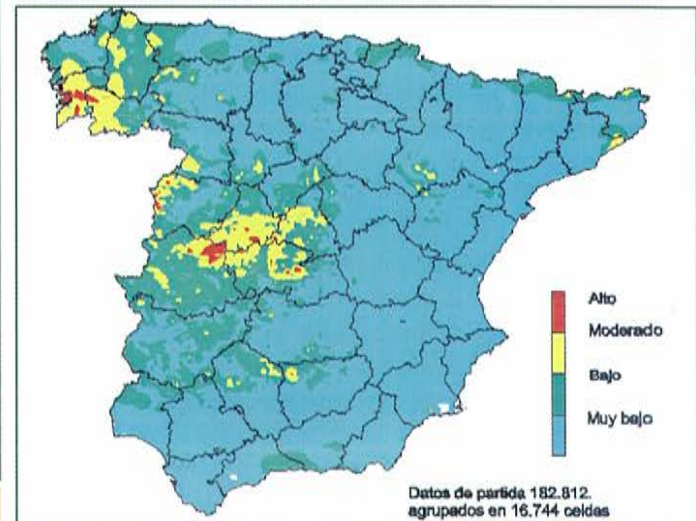 Alto
Moderado
Bajo
Muy bajo
Datos de partida 182.812.
agrupados en 16.744 celdas